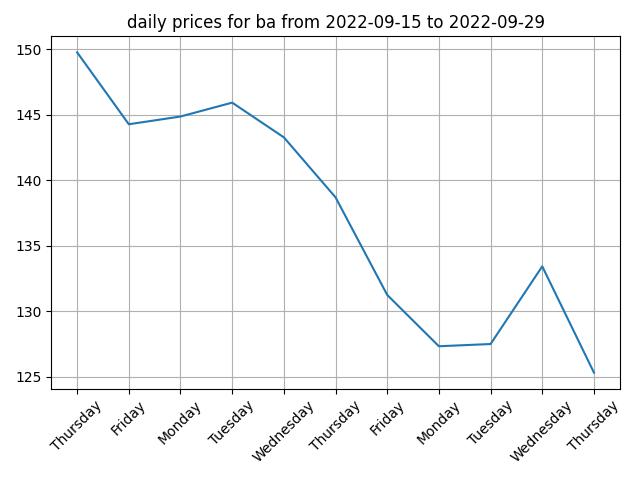 daily prices for ba from 2022-09-15 to 2022-09-29
150
145
140
135
130
125
Thursday
Friday
Monday
Tuesday
Wednesday
Thursday
Friday
Monday
Tuesday
Wednesday
Thursday